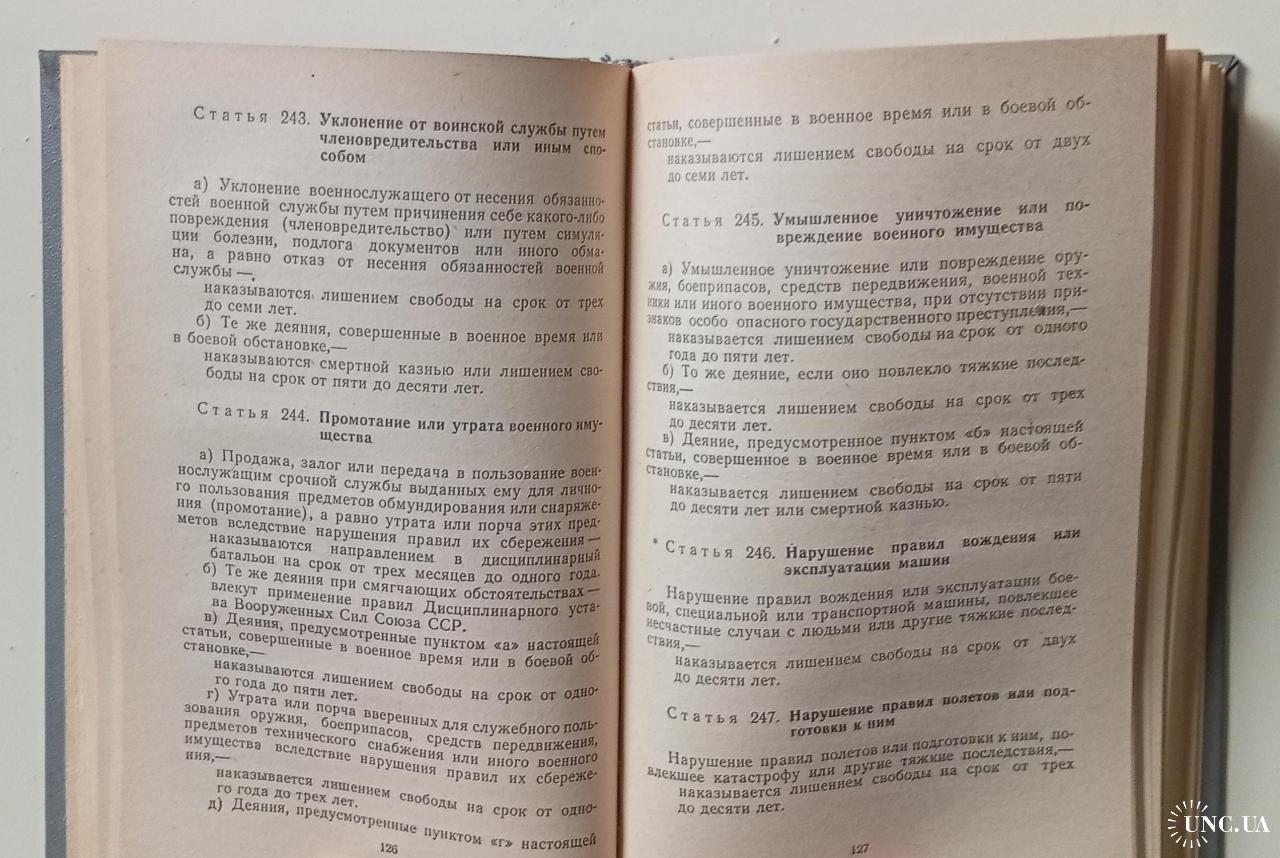 Статья 243. Уклонение от воинской службы путем
членовредительства или иным спо-
собом
а) Уклонение военнослужащего от несения обязанно-
стей военной службы путем причинения себе какого-либо
повреждения (членовредительство) или путем симуля-
ции болезни, подлога документов или иного обма-
на, а равно отказ от несения обязанностей военной
службы —
наказываются лишением свободы на срок от трех
до семи лет.
б) Те же деяния, совершенные в военное время или
в боевой обстановке,—
наказываются смертной казнью или лишением сво-
боды на срок от пяти до десяти лет.
Статья 244. Промотание или утрата военного иму-
щества
а) Продажа, залог или передача в пользование воен-
нослужащим срочной службы выданных ему для лично-
го пользования предметов обмундирования или снаряже-
ния (промотание), а равно утрата или порча этих пред-
метов вследствие нарушения правил их сбережения —
наказываются направлением в дисциплинарный
батальон на срок от трех месяцев до одного года.
б) Те же деяния при смягчающих обстоятельствах —
влекут применение правил Дисциплинарного уста-
ва Вооруженных Сил Союза ССР.
в) Деяния, предусмотренные пунктом «а» настоящей
статьи, совершенные в военное время или в боевой об-
становке,—
наказываются лишением свободы на срок от одно-
го года до пяти лет.
г) Утрата или порча вверенных для служебного поль-
зования оружия, боеприпасов, средств передвижения,
предметов технического снабжения или иного военного
имущества вследствие нарушения правил их сбереже-
ния,—
наказывается лишением свободы на срок от одно-
го года до трех лет.
д) Деяния, предусмотренные пунктом «г» настоящей
126
статьи, совершенные в военное время или в боевой об-
становке,—
наказываются лишением свободы на срок от двух
до семи лет.
Статья 245. Умышленное уничтожение или по-
вреждение военного имущества
а) Умышленное уничтожение или повреждение ору-
жия, боеприпасов, средств передвижения, военной тех-
ники или иного военного имущества, при отсутствии при-
знаков особо опасного государственного преступления,—
наказывается лишением свободы на срок от одного
года до пяти лет.
б) То же деяние, если оно повлекло тяжкие послед-
ствия,—
наказывается лишением свободы на срок от трех
до десяти лет.
в) Деяние, предусмотренное пунктом «б» настоящей
статьи, совершенное в военное время или в боевой об-
становке,—
наказывается лишением свободы на срок от пяти
до десяти лет или смертной казнью.
Статья 246. Нарушение правил вождения или
эксплуатации машин
Нарушение правил вождения или эксплуатации бое-
вой, специальной или транспортной машины, повлекшее
несчастные случаи с людьми или другие тяжкие послед-
ствия,—
наказывается лишением свободы на срок от двух
до десяти лет.
Статья 247. Нарушение правил полетов или под-
готовки к ним
Нарушение правил полетов или подготовки к ним, по-
влекшее катастрофу или другие тяжкие последствия,—
наказывается лишением свободы на срок от трех
до десяти лет.
127
UNC.UA